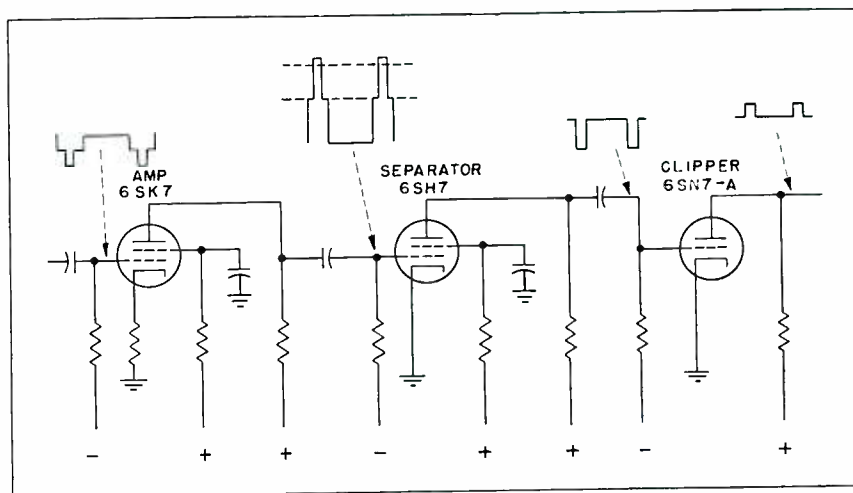 AMP
6SK7
SEPARATOR
6SH7
CLIPPER
6SN7-A
− + + − + + − +